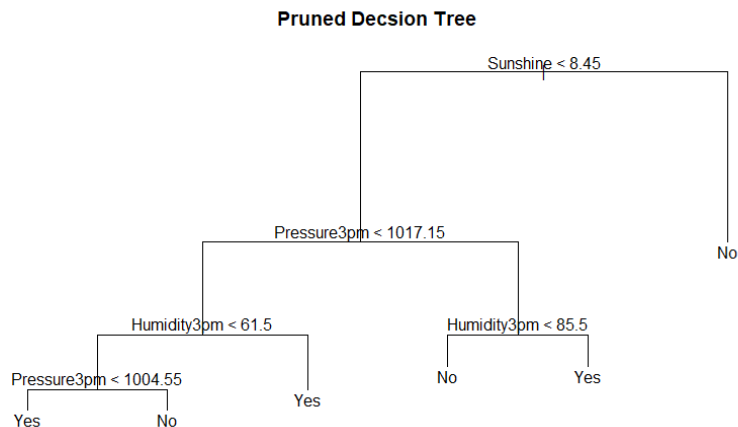 Pruned Decsion Tree
Sunshine < 8.45
Pressure3pm < 1017.15
No
Humidity3pm < 61.5
Humidity3pm < 85.5
Pressure3pm < 1004.55
No
Yes
Yes
Yes
No